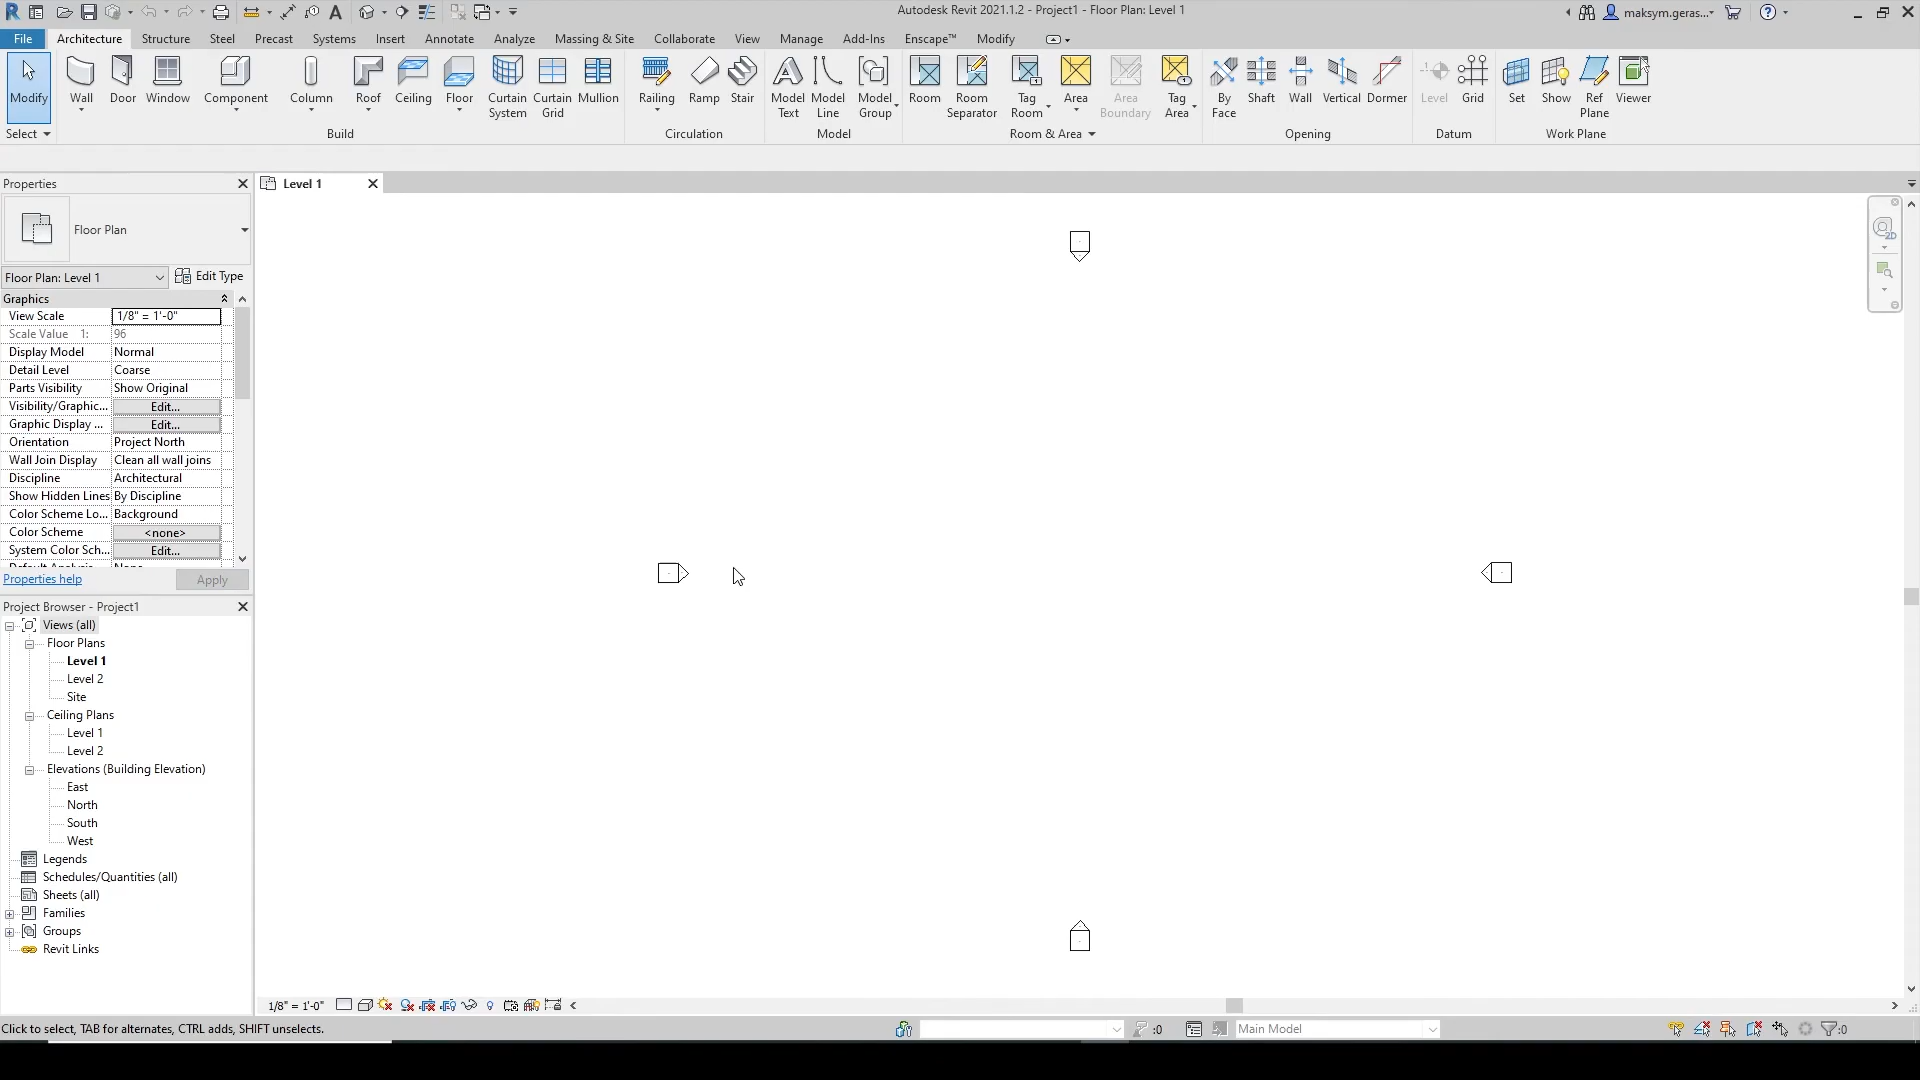 Autodesk Revit 2021.1.2 - Project1 - Floor Plan: Level 1
maksym.geras...
File Architecture Structure Steel Precast Systems Insert Annotate Analyze Massing & Site Collaborate View Manage Add-Ins Enscape™ Modify
Modify Wall Door Window Component Column Roof Ceiling Floor Curtain System Curtain Grid Mullion Railing Ramp Stair Model Text Model Line Model Group Room Room Separator Tag Room Area Area Boundary Tag Area By Face Shaft Wall Vertical Dormer Level Grid Set Show Ref Plane Viewer
Select Build Circulation Model Room & Area Opening Datum Work Plane
Properties
Level 1
Floor Plan
Floor Plan: Level 1 Edit Type
Graphics
View Scale 1/8" = 1'-0"
Scale Value 1: 96
Display Model Normal
Detail Level Coarse
Parts Visibility Show Original
Visibility/Graphic... Edit...
Graphic Display ... Edit...
Orientation Project North
Wall Join Display Clean all wall joins
Discipline Architectural
Show Hidden Lines By Discipline
Color Scheme Lo... Background
Color Scheme <none>
System Color Sch... Edit...
Properties help Apply
Project Browser - Project1
Views (all)
Floor Plans
Level 1
Level 2
Site
Ceiling Plans
Level 1
Level 2
Elevations (Building Elevation)
East
North
South
West
Legends
Schedules/Quantities (all)
Sheets (all)
Families
Groups
Revit Links
2D
1/8" = 1'-0"
Click to select, TAB for alternates, CTRL adds, SHIFT unselects.
:0
Main Model
:0